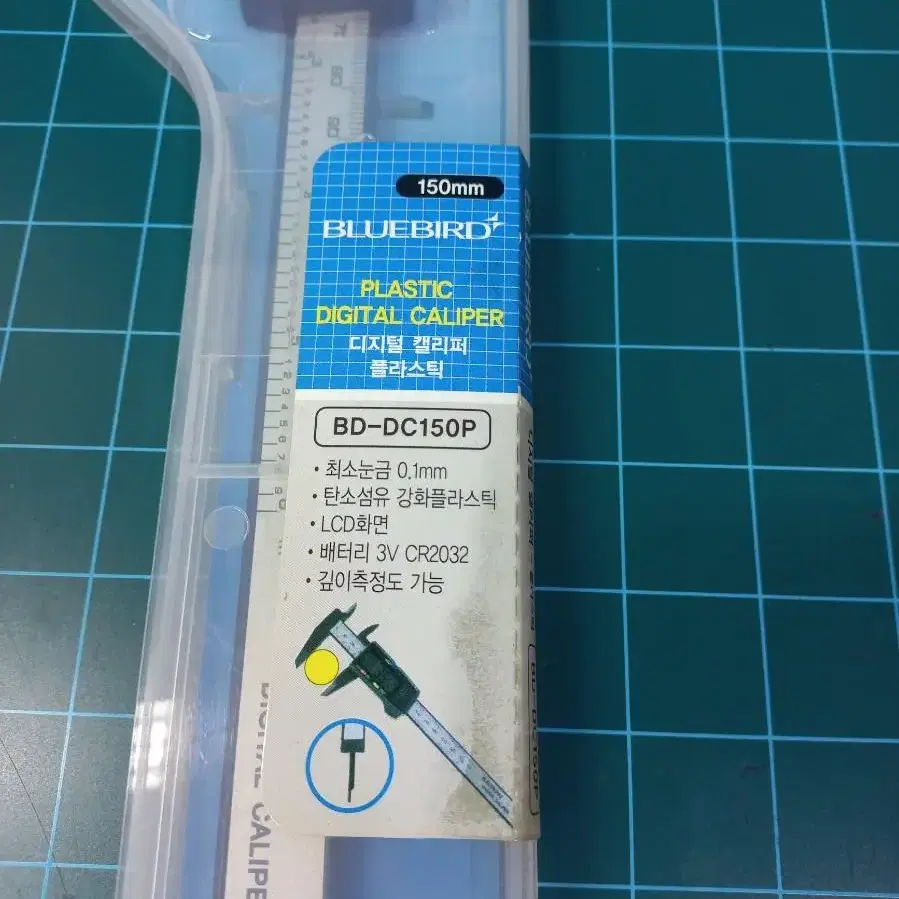 150mm
BLUEBIRD
PLASTIC
DIGITAL CALIPER
디지털 캘리퍼
플라스틱
BD-DC150P
• 최소눈금 0.1mm
• 탄소섬유 강화플라스틱
• LCD화면
• 배터리 3V CR2032
• 깊이측정도 가능
DIGITAL CALIPE